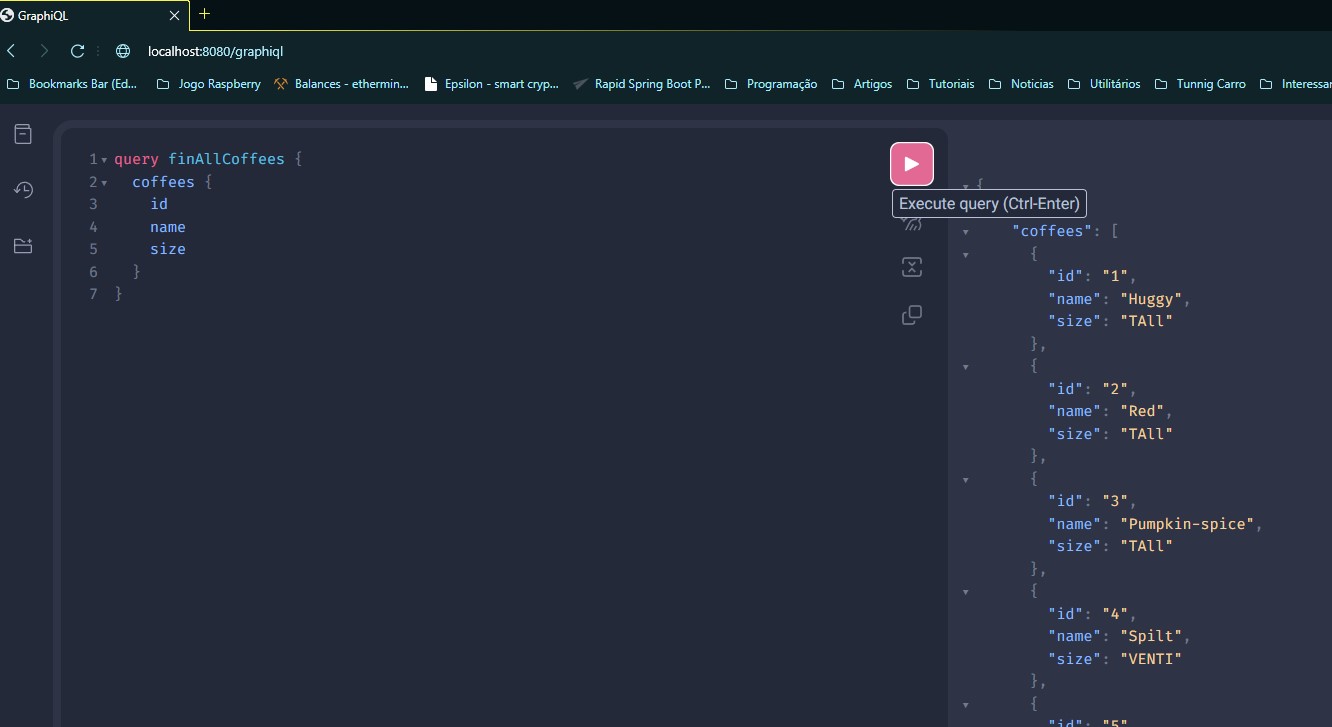 GraphiQL
localhost:8080/graphiql
Bookmarks Bar (Ed... Jogo Raspberry Balances - ethermin... Epsilon - smart cryp... Rapid Spring Boot P... Programação Artigos Tutoriais Noticias Utilitários Tunnig Carro Interessar
1 query finAllCoffees {
2 coffees {
3 id
4 name
5 size
6 }
7 }
Execute query (Ctrl-Enter)
{
"coffees": [
{
"id": "1",
"name": "Huggy",
"size": "TAll"
},
{
"id": "2",
"name": "Red",
"size": "TAll"
},
{
"id": "3",
"name": "Pumpkin-spice",
"size": "TAll"
},
{
"id": "4",
"name": "Spilt",
"size": "VENTI"
},
{
"id": "5",